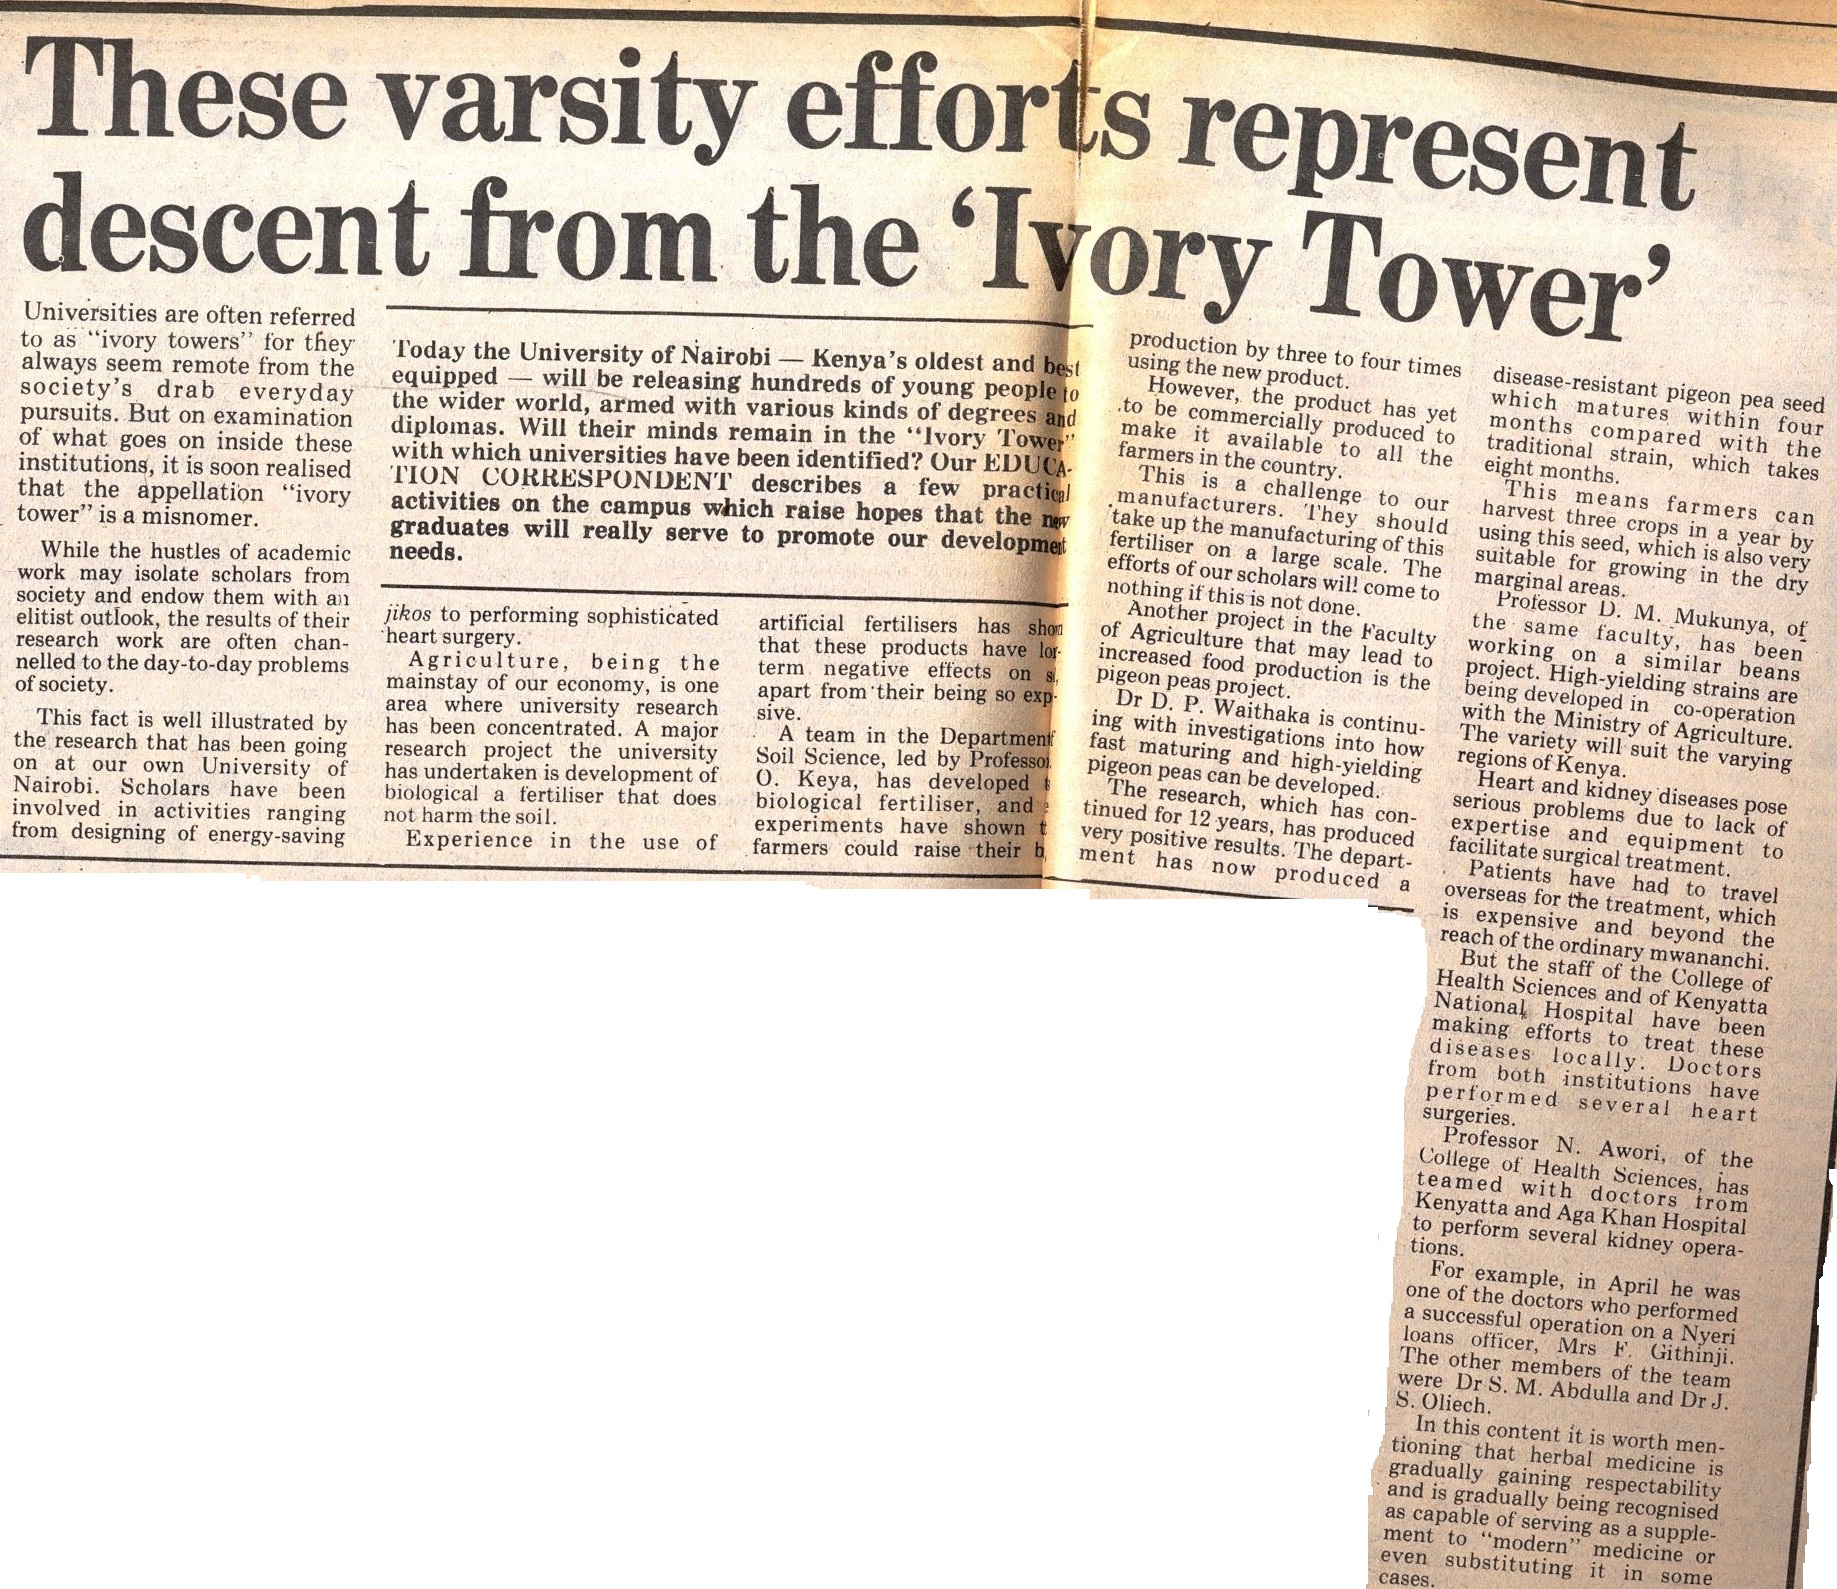 These varsity efforts represent
descent from the ‘Ivory Tower’
Universities are often referred
to as “ivory towers” for they
always seem remote from the
society’s drab everyday
pursuits. But on examination
of what goes on inside these
institutions, it is soon realised
that the appellation “ivory
tower” is a misnomer.
While the hustles of academic
work may isolate scholars from
society and endow them with an
elitist outlook, the results of their
research work are often chan-
nelled to the day-to-day problems
of society.
This fact is well illustrated by
the research that has been going
on at our own University of
Nairobi. Scholars have been
involved in activities ranging
from designing of energy-saving
Today the University of Nairobi — Kenya’s oldest and best
equipped — will be releasing hundreds of young people to
the wider world, armed with various kinds of degrees and
diplomas. Will their minds remain in the “Ivory Tower”
with which universities have been identified? Our EDUCA-
TION CORRESPONDENT describes a few practical
activities on the campus which raise hopes that the new
graduates will really serve to promote our development
needs.
jikos to performing sophisticated
heart surgery.
Agriculture, being the
mainstay of our economy, is one
area where university research
has been concentrated. A major
research project the university
has undertaken is development of
biological a fertiliser that does
not harm the soil.
Experience in the use of
artificial fertilisers has
that these products have
term negative effects on
apart from their being so exp-
sive.
A team in the Department
Soil Science, led by Professor
O. Keya, has developed
biological fertiliser, and
experiments have shown
farmers could raise their
production by three to four times
using the new product.
However, the product has yet
to be commercially produced to
make it available to all the
farmers in the country.
This is a challenge to our
manufacturers. They should
take up the manufacturing of this
fertiliser on a large scale. The
efforts of our scholars will come to
nothing if this is not done.
Another project in the Faculty
of Agriculture that may lead to
increased food production is the
pigeon peas project.
Dr D. P. Waithaka is continu-
ing with investigations into how
fast maturing and high-yielding
pigeon peas can be developed.
The research, which has con-
tinued for 12 years, has produced
very positive results. The depart-
ment has now produced a
disease-resistant pigeon pea seed
which matures within four
months compared with the
traditional strain, which takes
eight months.
This means farmers can
harvest three crops in a year by
using this seed, which is also very
suitable for growing in the dry
marginal areas.
Professor D. M. Mukunya, of
the same faculty, has been
working on a similar beans
project. High-yielding strains are
being developed in co-operation
with the Ministry of Agriculture.
The variety will suit the varying
regions of Kenya.
Heart and kidney diseases pose
serious problems due to lack of
expertise and equipment to
facilitate surgical treatment.
Patients have had to travel
overseas for the treatment, which
is expensive and beyond the
reach of the ordinary mwananchi.
But the staff of the College of
Health Sciences and of Kenyatta
National Hospital have been
making efforts to treat these
diseases locally. Doctors
from both institutions have
performed several heart
surgeries.
Professor N. Awori, of the
College of Health Sciences, has
teamed with doctors from
Kenyatta and Aga Khan Hospital
to perform several kidney opera-
tions.
For example, in April he was
one of the doctors who performed
a successful operation on a Nyeri
loans officer, Mrs F. Githinji.
The other members of the team
were Dr S. M. Abdulla and Dr J.
S. Oliech.
In this content it is worth men-
tioning that herbal medicine is
gradually gaining respectability
and is gradually being recognised
as capable of serving as a supple-
ment to “modern” medicine or
even substituting it in some
cases.